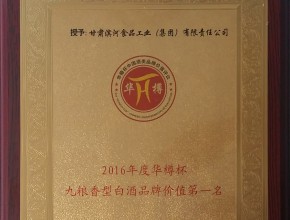 授予：甘肃滨河食品工业（集团）有限责任公司
华樽
2016年度华樽杯
九粮香型白酒品牌价值第一名